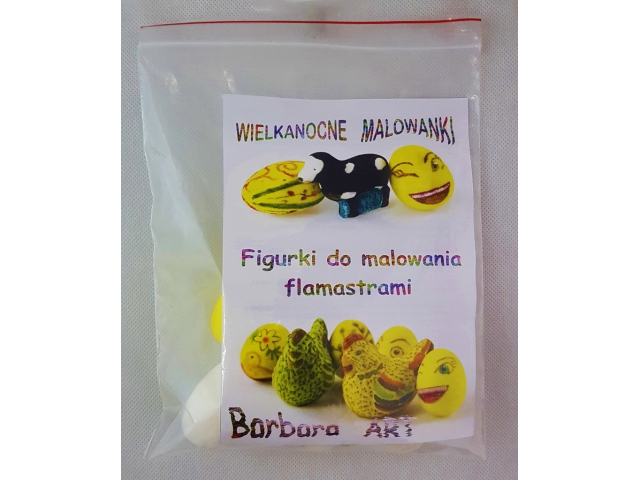 WIELKANOCNE MALOWANKI
Figurki do malowania
flamastrami
Barbara ART